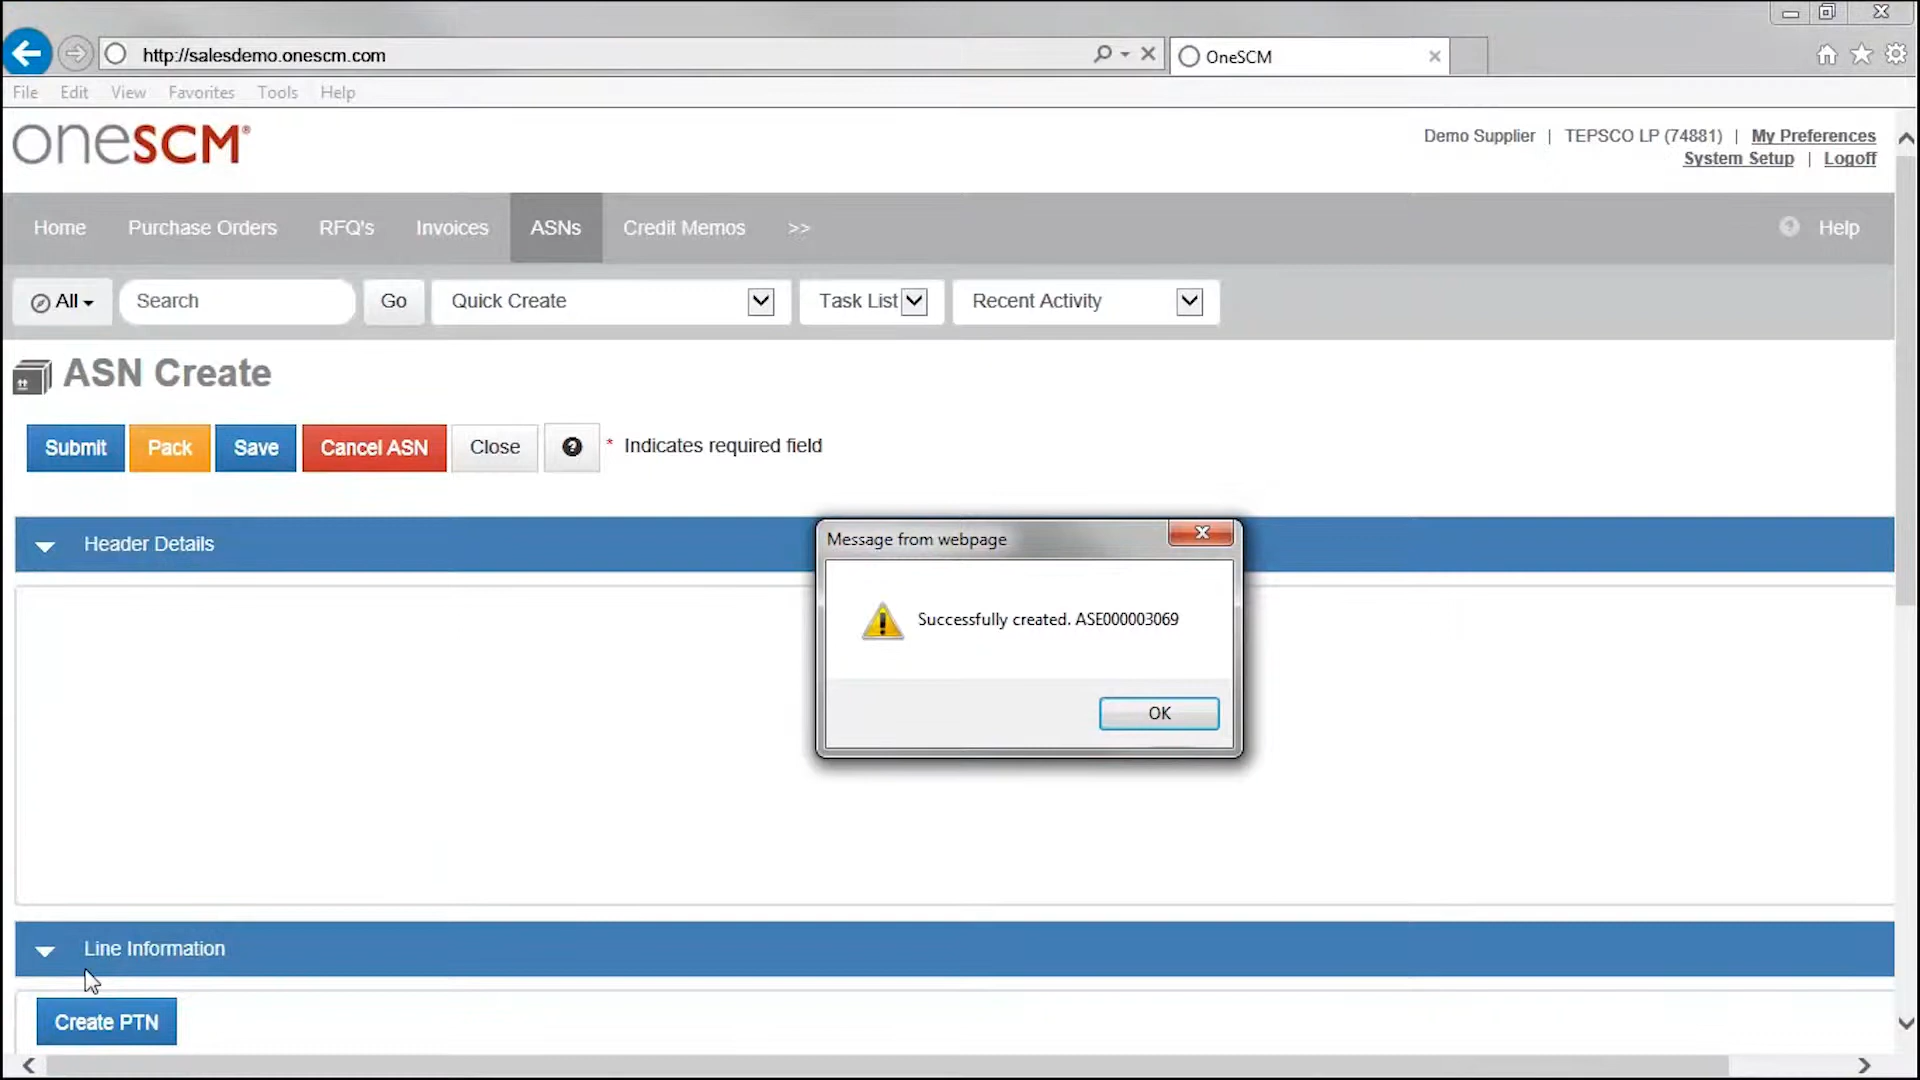 http://salesdemo.onescm.com
OneSCM
File Edit View Favorites Tools Help
oneSCM®
Demo Supplier | TEPSCO LP (74881) | My Preferences
System Setup | Logoff
Home Purchase Orders RFQ's Invoices ASNs Credit Memos >> ? Help
All Search Go Quick Create Task List Recent Activity
ASN Create
Submit Pack Save Cancel ASN Close ? * Indicates required field
Header Details
Message from webpage
Successfully created. ASE000003069
OK
Line Information
Create PTN